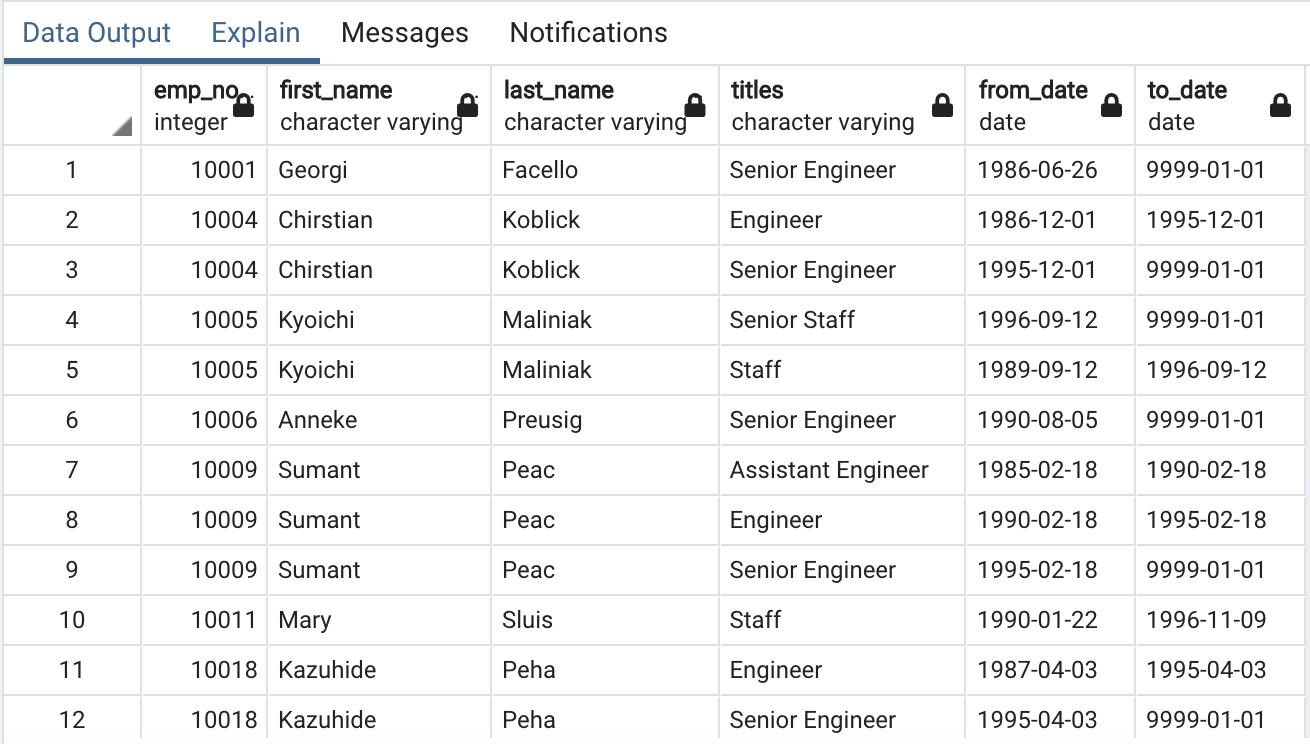 Data Output Explain Messages Notifications
emp_no first_name last_name titles from_date to_date
integer character varying character varying character varying date date
1 10001 Georgi Facello Senior Engineer 1986-06-26 9999-01-01
2 10004 Chirstian Koblick Engineer 1986-12-01 1995-12-01
3 10004 Chirstian Koblick Senior Engineer 1995-12-01 9999-01-01
4 10005 Kyoichi Maliniak Senior Staff 1996-09-12 9999-01-01
5 10005 Kyoichi Maliniak Staff 1989-09-12 1996-09-12
6 10006 Anneke Preusig Senior Engineer 1990-08-05 9999-01-01
7 10009 Sumant Peac Assistant Engineer 1985-02-18 1990-02-18
8 10009 Sumant Peac Engineer 1990-02-18 1995-02-18
9 10009 Sumant Peac Senior Engineer 1995-02-18 9999-01-01
10 10011 Mary Sluis Staff 1990-01-22 1996-11-09
11 10018 Kazuhide Peha Engineer 1987-04-03 1995-04-03
12 10018 Kazuhide Peha Senior Engineer 1995-04-03 9999-01-01